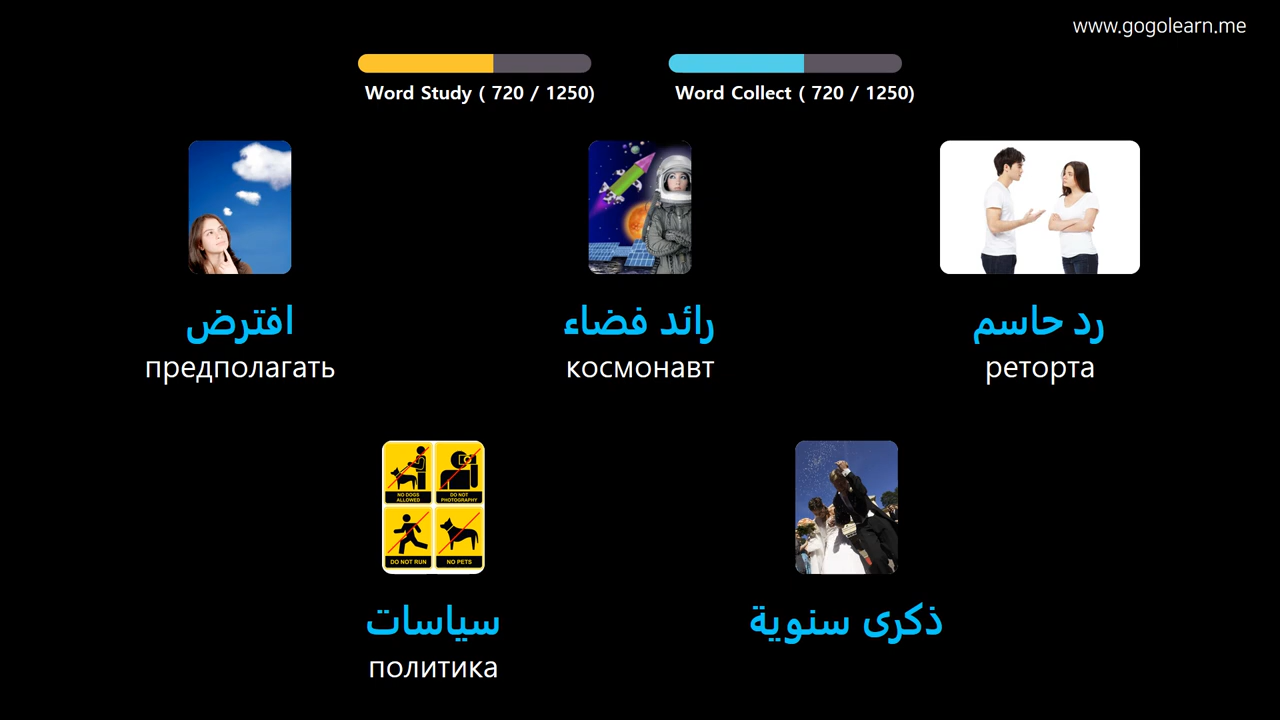 www.gogolearn.me
Word Study ( 720 / 1250)
Word Collect ( 720 / 1250)
افترض
предполагать
رائد فضاء
космонавт
رد حاسم
реторта
NO DOGS
ALLOWED
DO NOT
PHOTOGRAPHY
DO NOT RUN
NO PETS
سياسات
политика
ذكرى سنوية